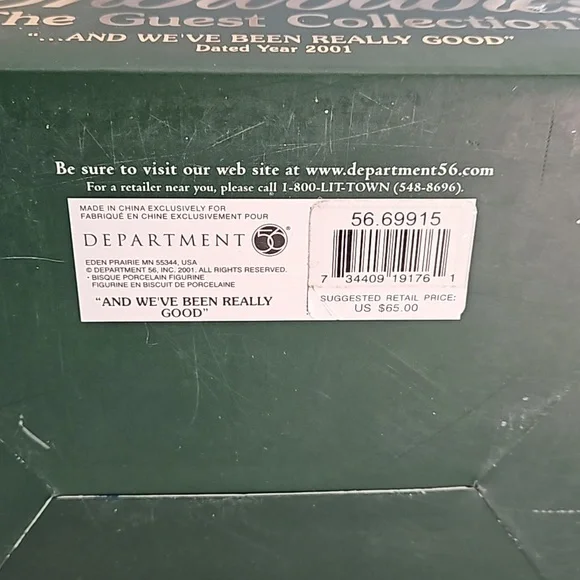 The Guest Collection
"...AND WE'VE BEEN REALLY GOOD"
Dated Year 2001
Be sure to visit our web site at www.department56.com
For a retailer near you, please call 1-800-LIT-TOWN (548-8696).
MADE IN CHINA EXCLUSIVELY FOR
FABRIQUÉ EN CHINE EXCLUSIVEMENT POUR
DEPARTMENT 56®
EDEN PRAIRIE MN 55344, USA
© DEPARTMENT 56, INC. 2001. ALL RIGHTS RESERVED.
· BISQUE PORCELAIN FIGURINE
FIGURINE EN BISCUIT DE PORCELAINE
"AND WE'VE BEEN REALLY
GOOD"
56.69915
7 34409 19176 1
SUGGESTED RETAIL PRICE:
US $65.00